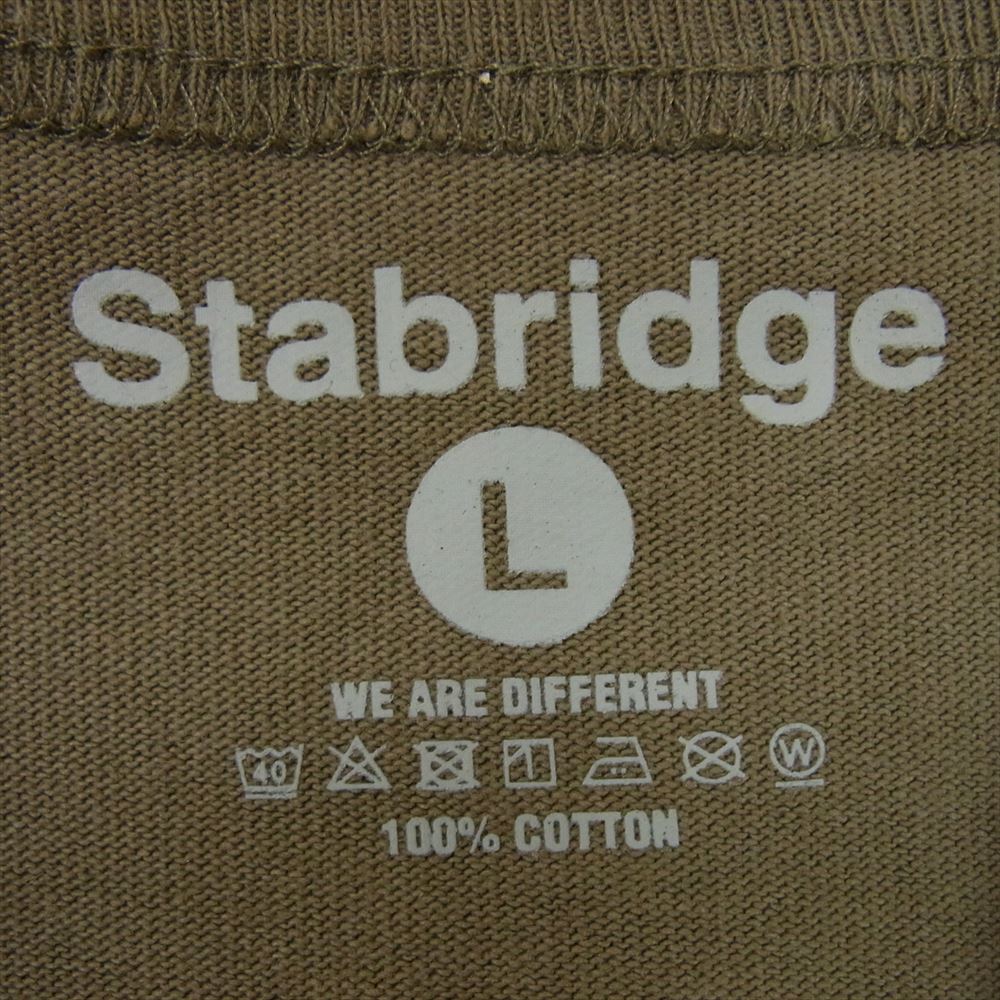 Stabridge
L
WE ARE DIFFERENT
40 W
100% COTTON